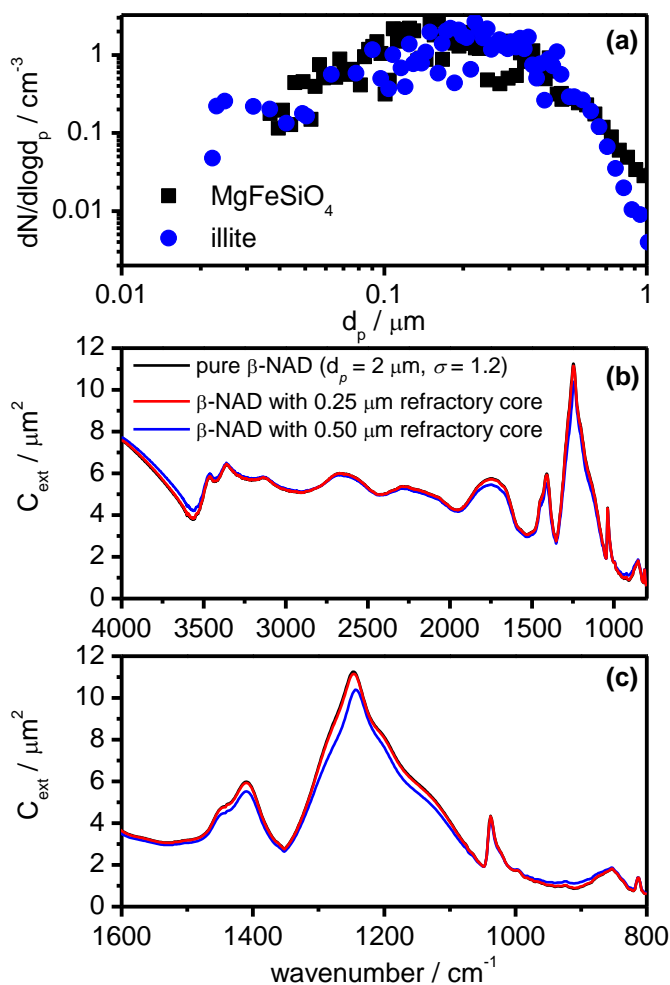 (a)
dN/dlogd_p / cm^-3
1
0.1
0.01
MgFeSiO_4
illite
0.01 0.1 1
d_p / μm
(b)
C_ext / μm^2
12
10
8
6
4
2
0
pure β-NAD (d_p = 2 μm, σ = 1.2)
β-NAD with 0.25 μm refractory core
β-NAD with 0.50 μm refractory core
4000 3500 3000 2500 2000 1500 1000
(c)
C_ext / μm^2
12
10
8
6
4
2
0
1600 1400 1200 1000 800
wavenumber / cm^-1